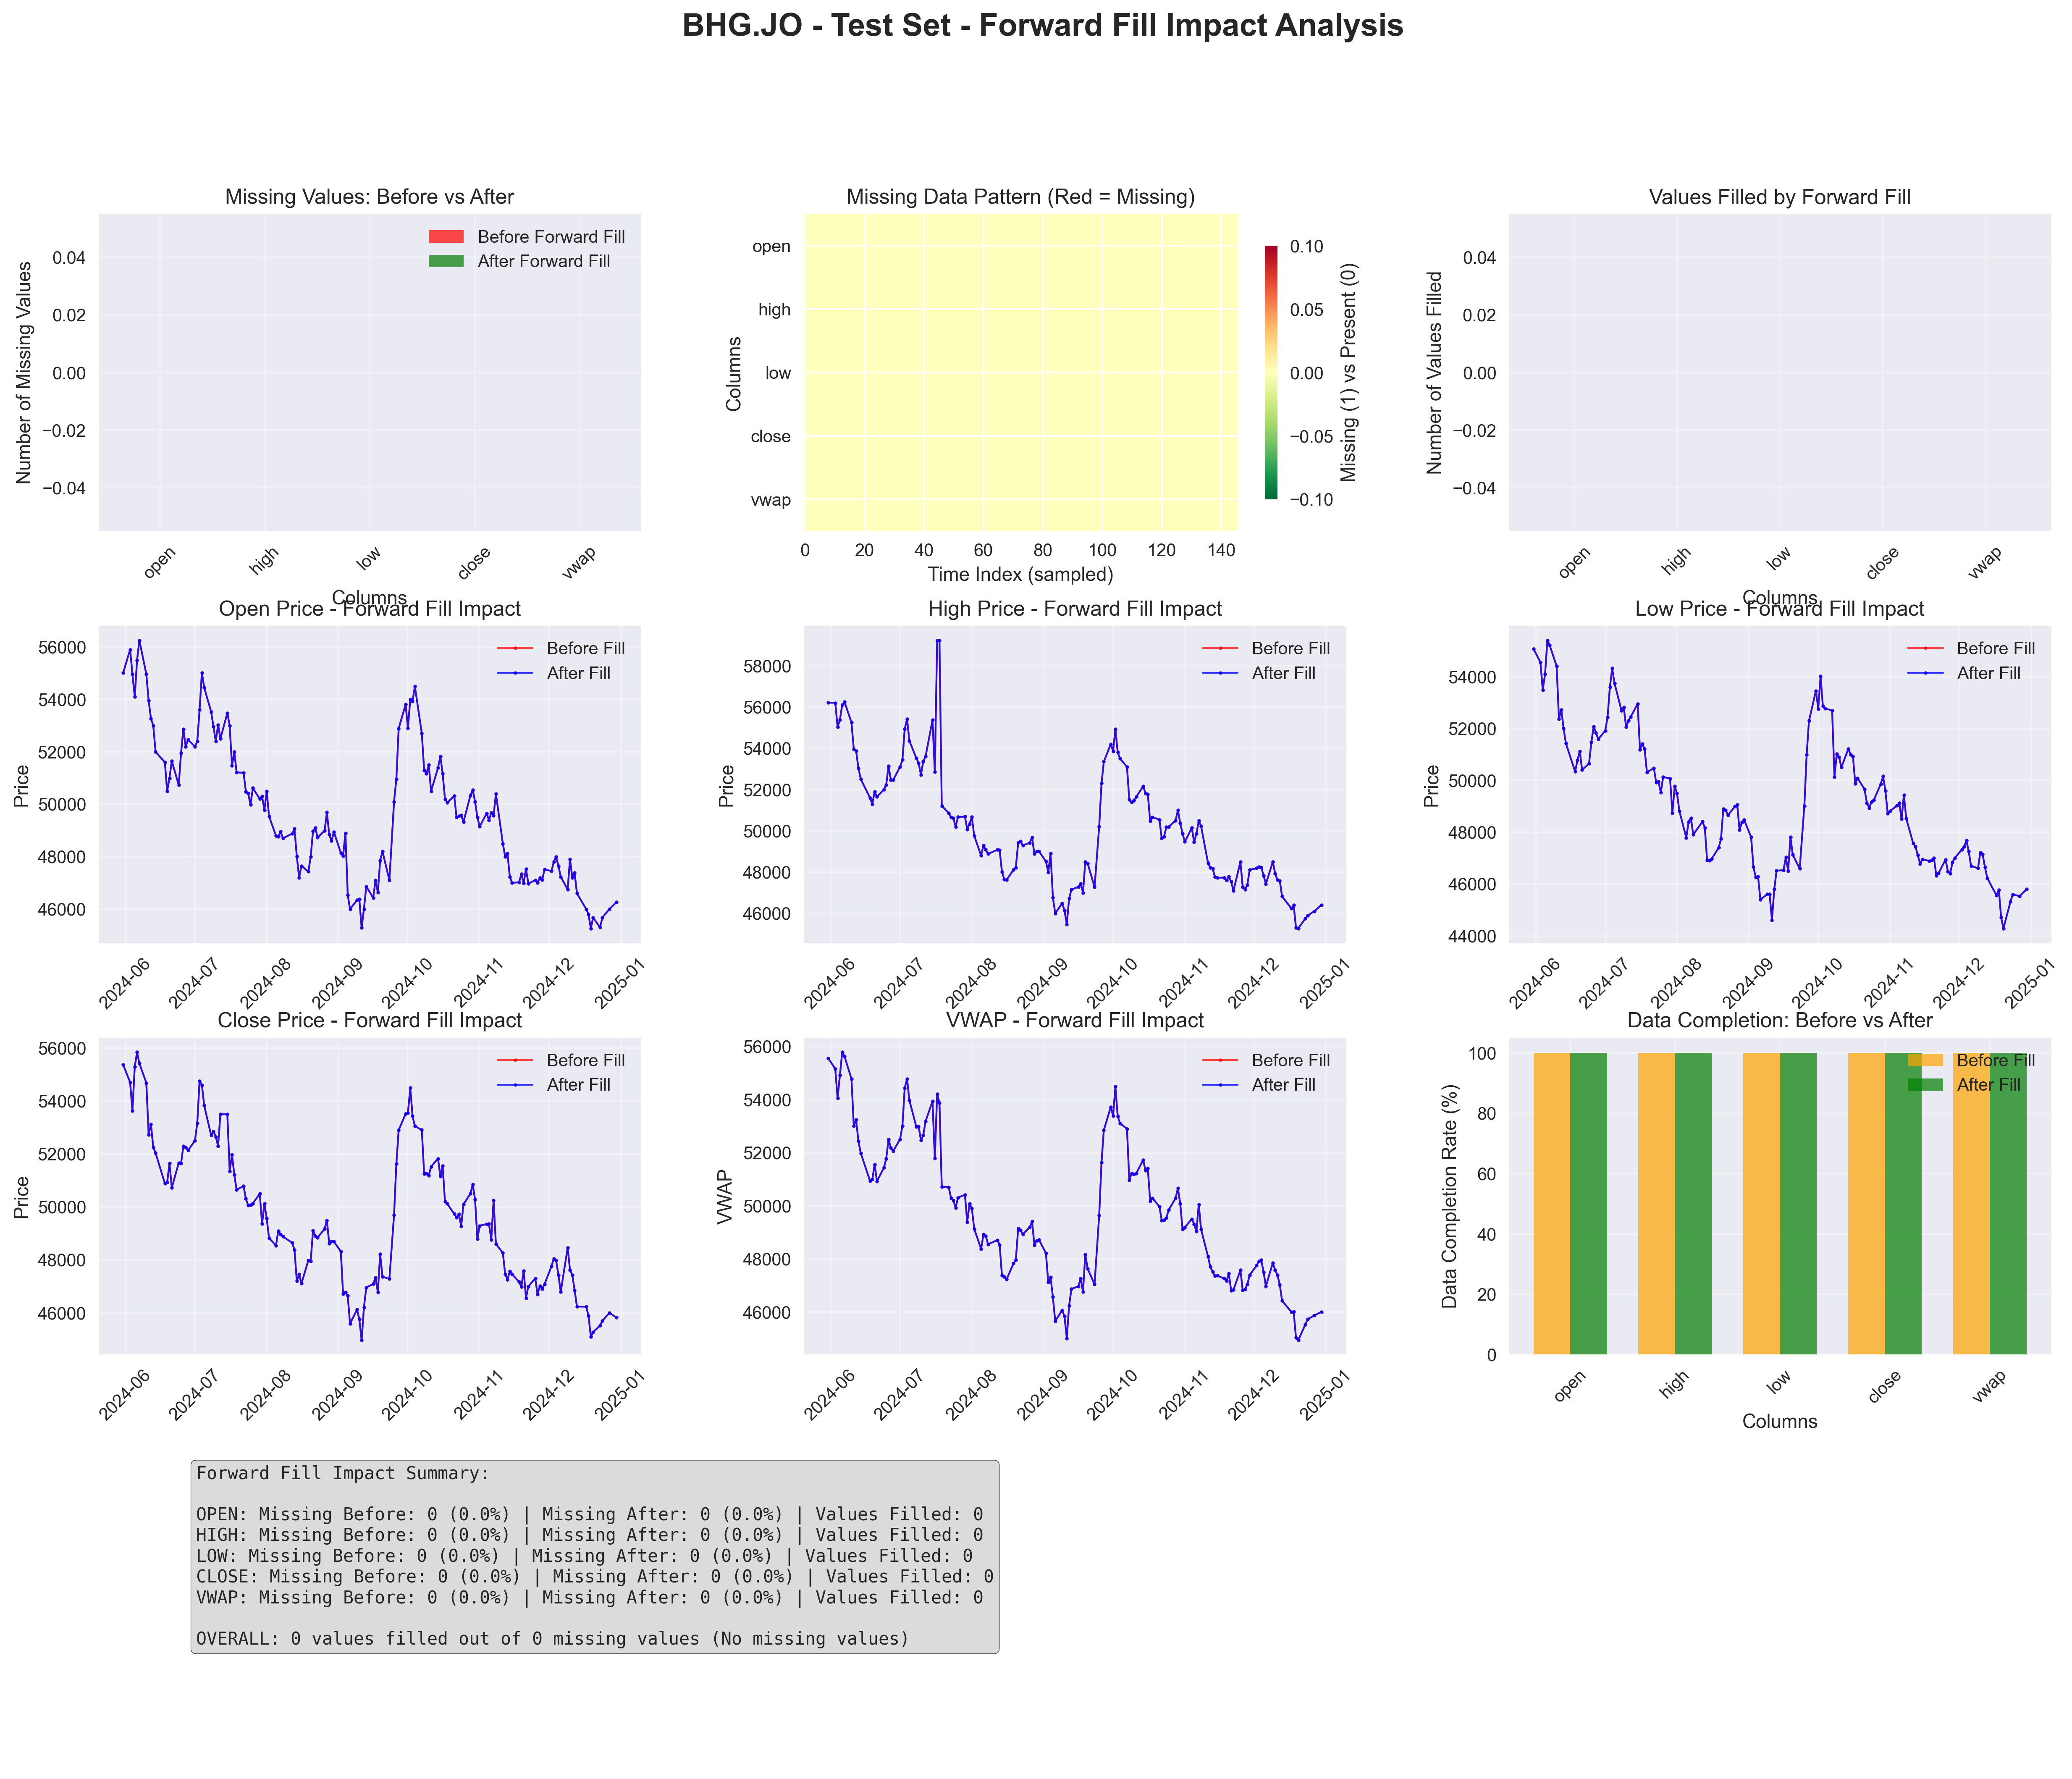 BHG.JO - Test Set - Forward Fill Impact Analysis
Missing Values: Before vs After
Number of Missing Values
0.04
0.02
0.00
−0.02
−0.04
Before Forward Fill
After Forward Fill
open
high
low
close
vwap
Columns
Missing Data Pattern (Red = Missing)
Columns
open
high
low
close
vwap
0 20 40 60 80 100 120 140
Time Index (sampled)
0.10
0.05
0.00
−0.05
−0.10
Missing (1) vs Present (0)
Values Filled by Forward Fill
Number of Values Filled
0.04
0.02
0.00
−0.02
−0.04
open
high
low
close
vwap
Columns
Open Price - Forward Fill Impact
Price
56000
54000
52000
50000
48000
46000
Before Fill
After Fill
2024-06
2024-07
2024-08
2024-09
2024-10
2024-11
2024-12
2025-01
High Price - Forward Fill Impact
Price
58000
56000
54000
52000
50000
48000
46000
Before Fill
After Fill
2024-06
2024-07
2024-08
2024-09
2024-10
2024-11
2024-12
2025-01
Low Price - Forward Fill Impact
Price
54000
52000
50000
48000
46000
44000
Before Fill
After Fill
2024-06
2024-07
2024-08
2024-09
2024-10
2024-11
2024-12
2025-01
Close Price - Forward Fill Impact
Price
56000
54000
52000
50000
48000
46000
Before Fill
After Fill
2024-06
2024-07
2024-08
2024-09
2024-10
2024-11
2024-12
2025-01
VWAP - Forward Fill Impact
VWAP
56000
54000
52000
50000
48000
46000
Before Fill
After Fill
2024-06
2024-07
2024-08
2024-09
2024-10
2024-11
2024-12
2025-01
Data Completion: Before vs After
Data Completion Rate (%)
100
80
60
40
20
0
Before Fill
After Fill
open
high
low
close
vwap
Columns
Forward Fill Impact Summary:
OPEN: Missing Before: 0 (0.0%) | Missing After: 0 (0.0%) | Values Filled: 0
HIGH: Missing Before: 0 (0.0%) | Missing After: 0 (0.0%) | Values Filled: 0
LOW: Missing Before: 0 (0.0%) | Missing After: 0 (0.0%) | Values Filled: 0
CLOSE: Missing Before: 0 (0.0%) | Missing After: 0 (0.0%) | Values Filled: 0
VWAP: Missing Before: 0 (0.0%) | Missing After: 0 (0.0%) | Values Filled: 0
OVERALL: 0 values filled out of 0 missing values (No missing values)